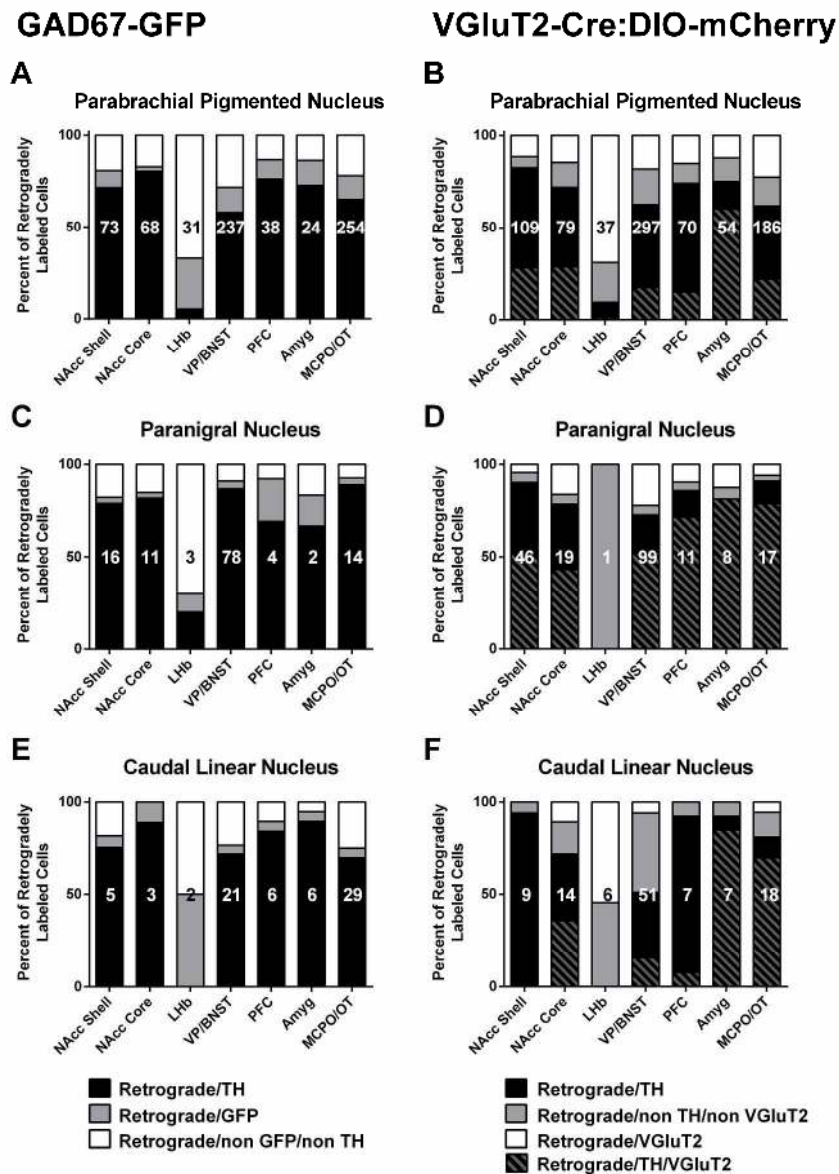 GAD67-GFP
VGluT2-Cre:DIO-mCherry
A
Parabrachial Pigmented Nucleus
Percent of Retrogradely
Labeled Cells
100
50
0
73
68
31
237
38
24
254
NAcc Shell
NAcc Core
LHb
VP/BNST
PFC
Amyg
MCPO/OT
B
Parabrachial Pigmented Nucleus
Percent of Retrogradely
Labeled Cells
100
50
0
109
79
37
297
70
54
186
NAcc Shell
NAcc Core
LHb
VP/BNST
PFC
Amyg
MCPO/OT
C
Paranigral Nucleus
Percent of Retrogradely
Labeled Cells
100
50
0
16
11
3
78
4
2
14
NAcc Shell
NAcc Core
LHb
VP/BNST
PFC
Amyg
MCPO/OT
D
Paranigral Nucleus
Percent of Retrogradely
Labeled Cells
100
50
0
46
19
1
99
11
8
17
NAcc Shell
NAcc Core
LHb
VP/BNST
PFC
Amyg
MCPO/OT
E
Caudal Linear Nucleus
Percent of Retrogradely
Labeled Cells
100
50
0
5
3
2
21
6
6
29
NAcc Shell
NAcc Core
LHb
VP/BNST
PFC
Amyg
MCPO/OT
F
Caudal Linear Nucleus
Percent of Retrogradely
Labeled Cells
100
50
0
9
14
6
51
7
7
18
NAcc Shell
NAcc Core
LHb
VP/BNST
PFC
Amyg
MCPO/OT
Retrograde/TH
Retrograde/GFP
Retrograde/non GFP/non TH
Retrograde/TH
Retrograde/non TH/non VGluT2
Retrograde/VGluT2
Retrograde/TH/VGluT2